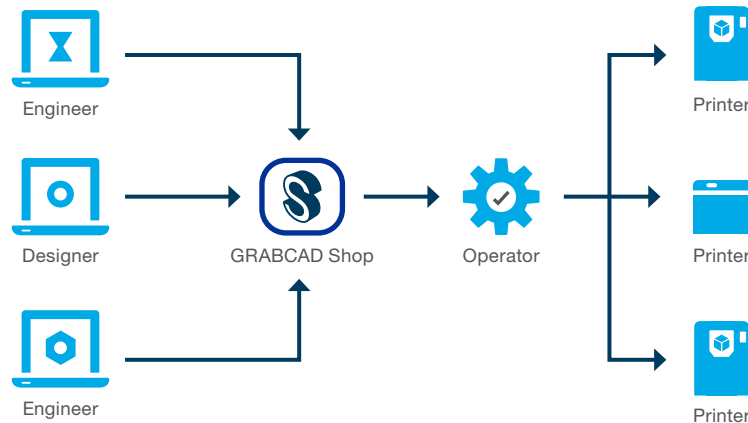 Engineer
Printer
Designer
GRABCAD Shop
Operator
Printer
Engineer
Printer